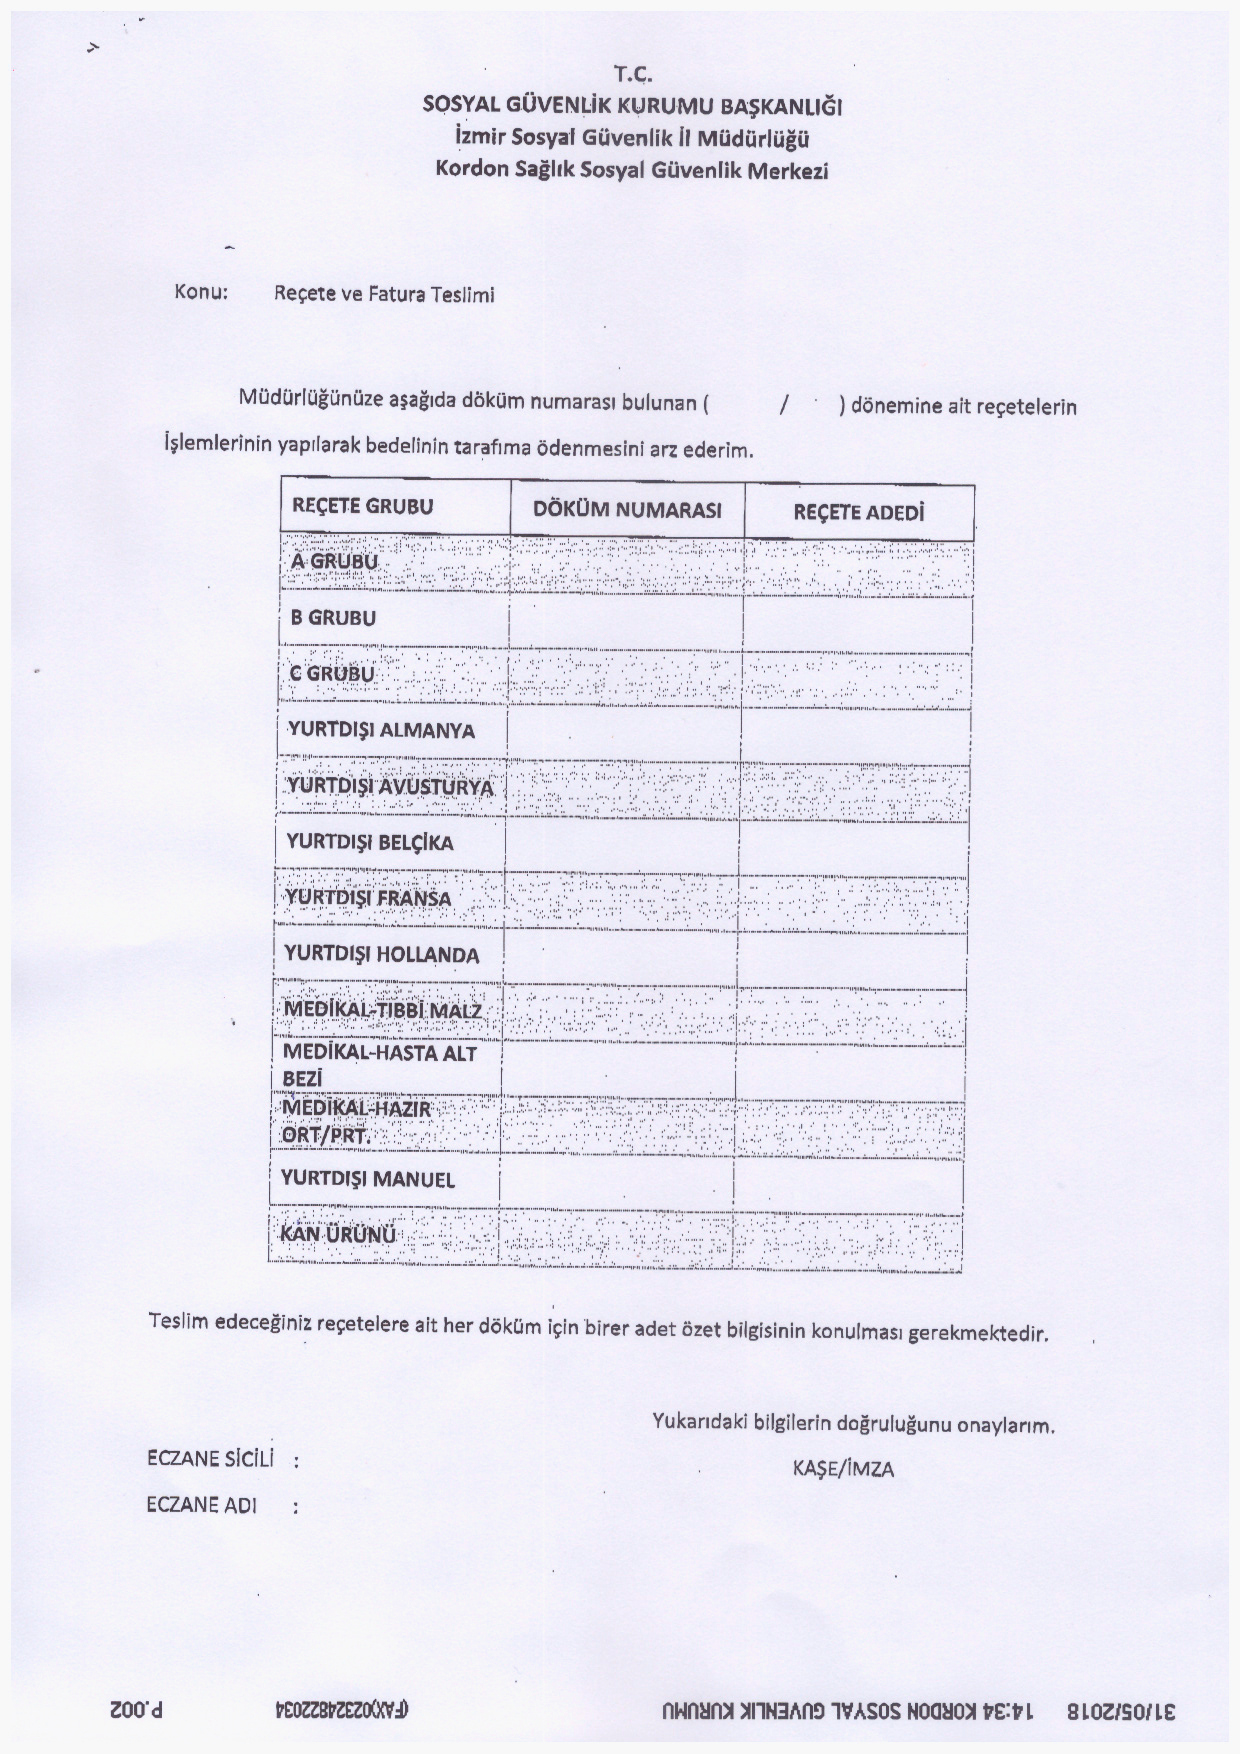 T.C.
SOSYAL GÜVENLİK KURUMU BAŞKANLIĞI
İzmir Sosyal Güvenlik İl Müdürlüğü
Kordon Sağlık Sosyal Güvenlik Merkezi
Konu: Reçete ve Fatura Teslimi
Müdürlüğünüze aşağıda döküm numarası bulunan ( / ) dönemine ait reçetelerin
İşlemlerinin yapılarak bedelinin tarafıma ödenmesini arz ederim.
REÇETE GRUBU DÖKÜM NUMARASI REÇETE ADEDİ
A GRUBU
B GRUBU
C GRUBU
YURTDIŞI ALMANYA
YURTDIŞI AVUSTURYA
YURTDIŞI BELÇİKA
YURTDIŞI FRANSA
YURTDIŞI HOLLANDA
MEDİKAL-TIBBİ MALZ
MEDİKAL-HASTA ALT
BEZİ
MEDİKAL-HAZIR
ORT/PRT.
YURTDIŞI MANUEL
KAN ÜRÜNÜ
Teslim edeceğiniz reçetelere ait her döküm için birer adet özet bilgisinin konulması gerekmektedir.
Yukarıdaki bilgilerin doğruluğunu onaylarım.
ECZANE SİCİLİ :
KAŞE/İMZA
ECZANE ADI :
31/05/2018 14:34 KORDON SOSYAL GUVENLIK KURUMU (FAX)02324822034 P.002